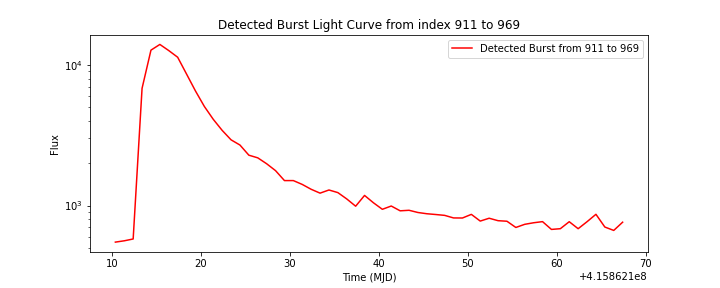 Detected Burst Light Curve from index 911 to 969
Detected Burst from 911 to 969
Flux
10⁴
10³
10 20 30 40 50 60 70
Time (MJD)
+4.158621e8